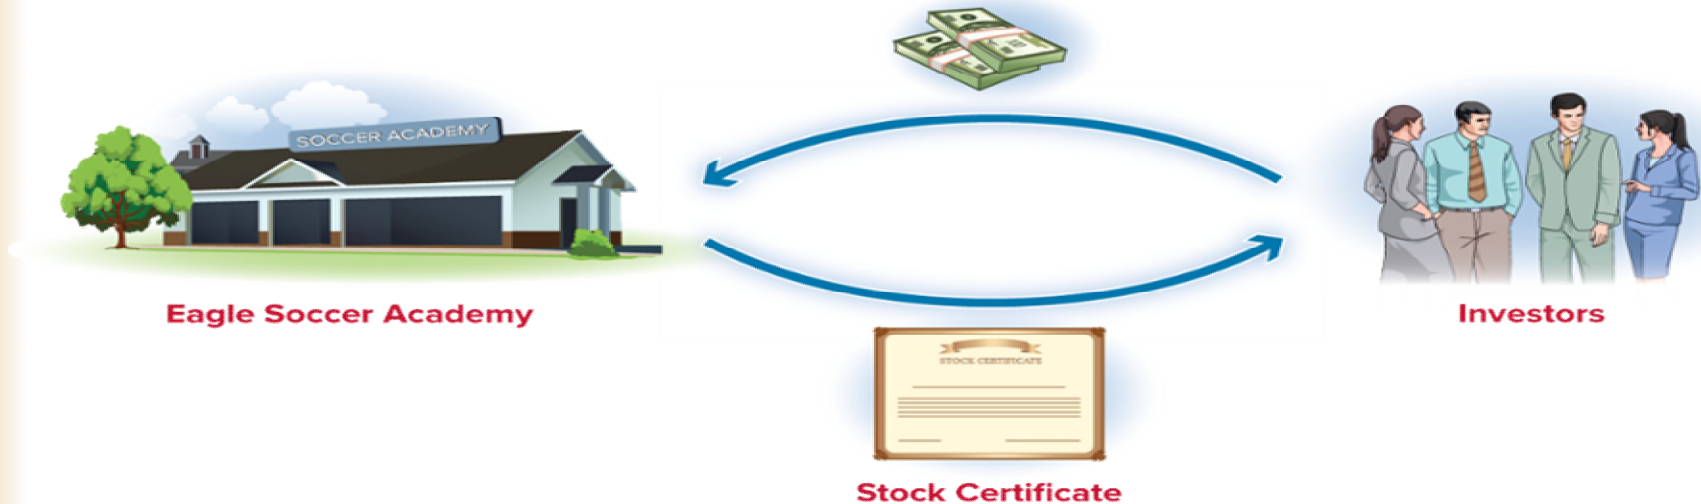 SOCCER ACADEMY
Eagle Soccer Academy
Investors
STOCK CERTIFICATE
Stock Certificate